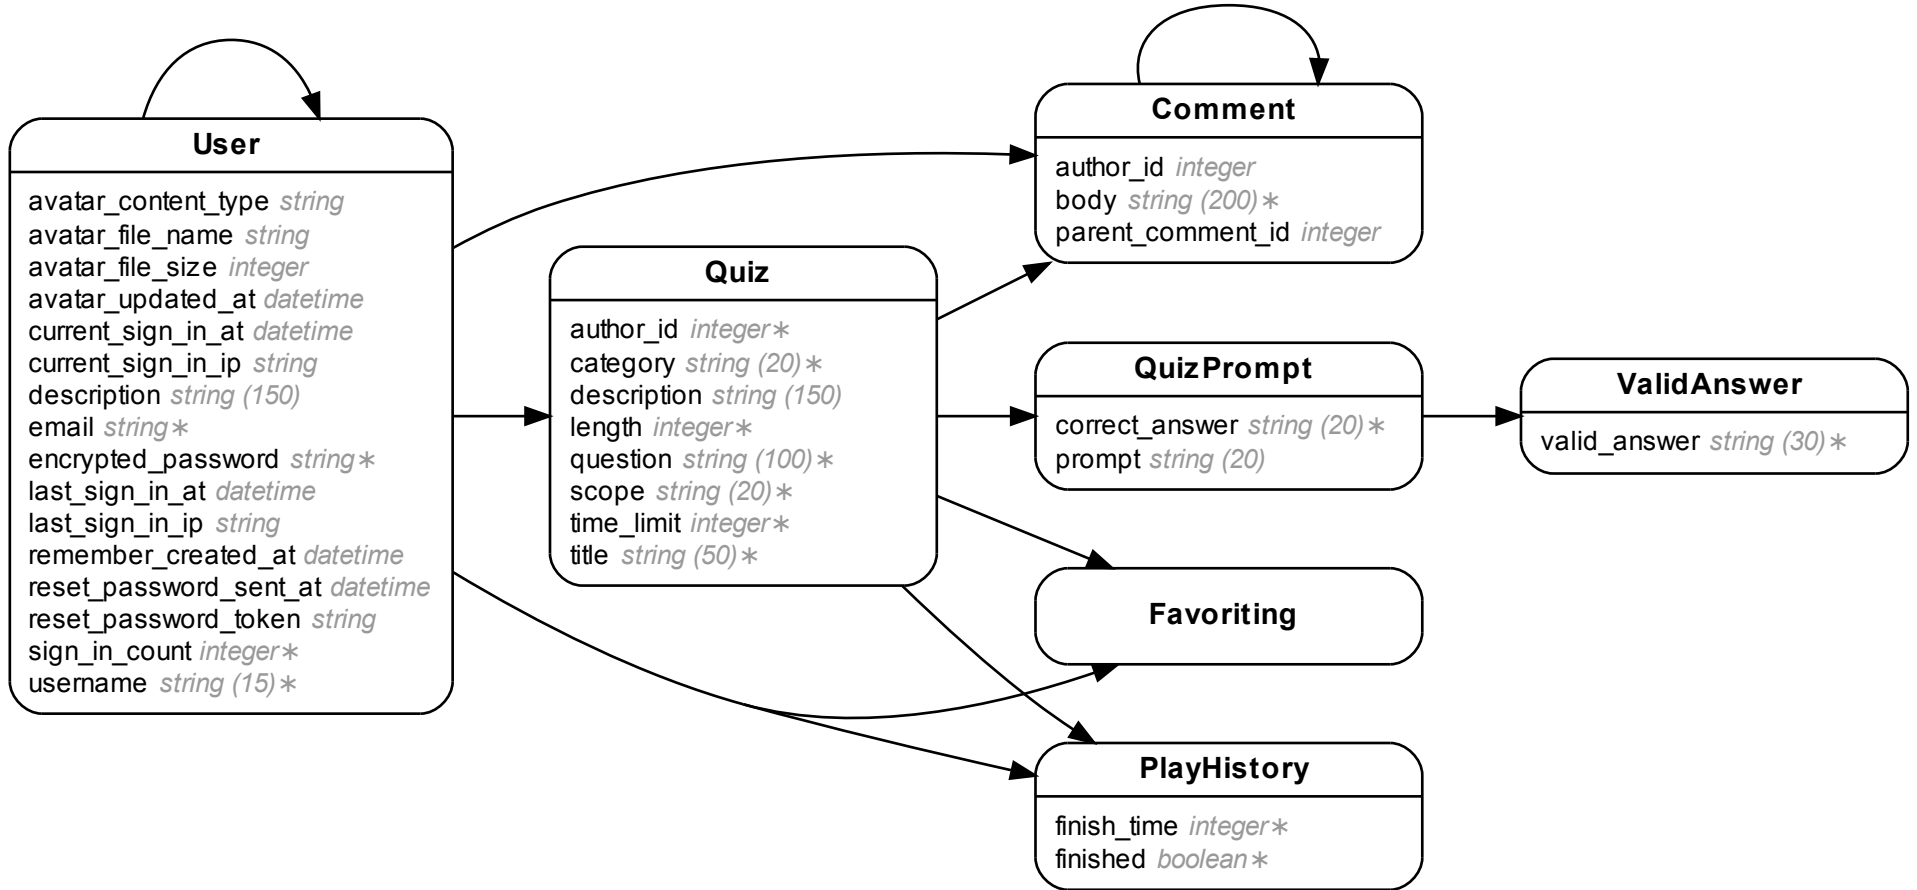 User
avatar_content_type string
avatar_file_name string
avatar_file_size integer
avatar_updated_at datetime
current_sign_in_at datetime
current_sign_in_ip string
description string (150)
email string∗
encrypted_password string∗
last_sign_in_at datetime
last_sign_in_ip string
remember_created_at datetime
reset_password_sent_at datetime
reset_password_token string
sign_in_count integer∗
username string (15)∗
Quiz
author_id integer∗
category string (20)∗
description string (150)
length integer∗
question string (100)∗
scope string (20)∗
time_limit integer∗
title string (50)∗
Comment
author_id integer
body string (200)∗
parent_comment_id integer
QuizPrompt
correct_answer string (20)∗
prompt string (20)
ValidAnswer
valid_answer string (30)∗
Favoriting
PlayHistory
finish_time integer∗
finished boolean∗